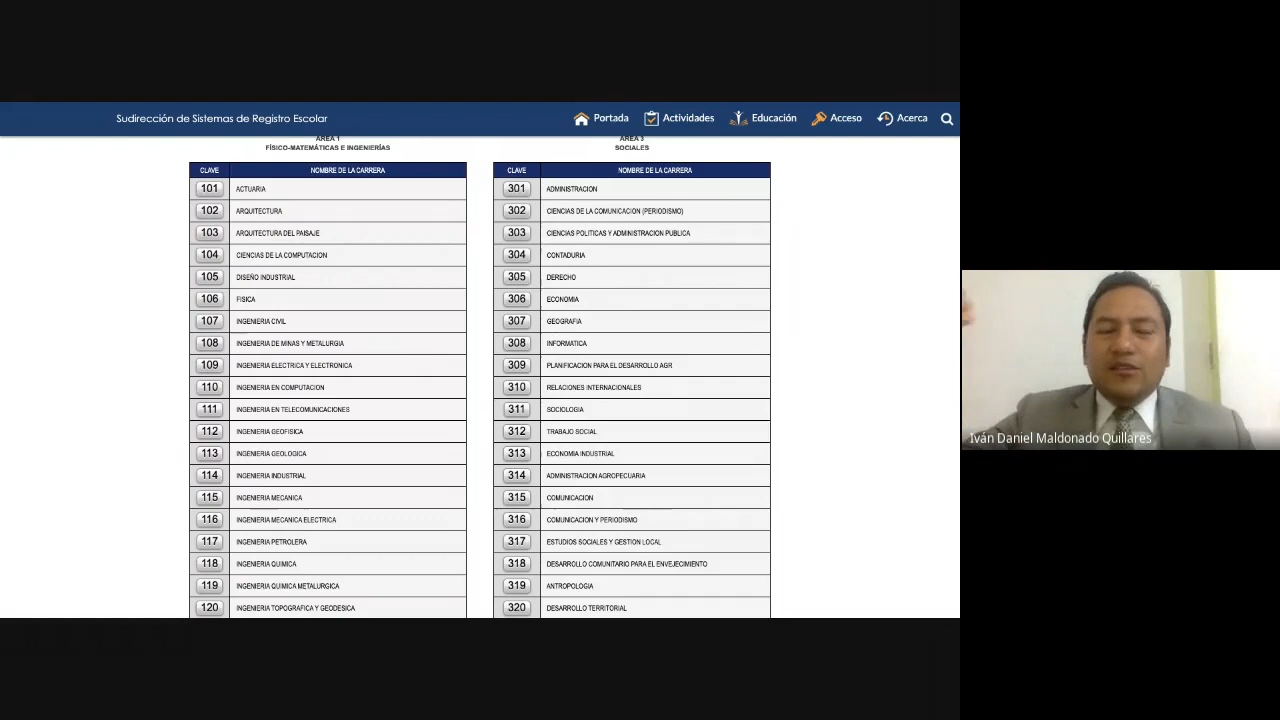 Sudirección de Sistemas de Registro Escolar
Portada
Actividades
Educación
Acceso
Acerca
ÁREA 1
FÍSICO-MATEMÁTICAS E INGENIERÍAS
CLAVE NOMBRE DE LA CARRERA
101 ACTUARIA
102 ARQUITECTURA
103 ARQUITECTURA DEL PAISAJE
104 CIENCIAS DE LA COMPUTACION
105 DISEÑO INDUSTRIAL
106 FISICA
107 INGENIERIA CIVIL
108 INGENIERIA DE MINAS Y METALURGIA
109 INGENIERIA ELECTRICA Y ELECTRONICA
110 INGENIERIA EN COMPUTACION
111 INGENIERIA EN TELECOMUNICACIONES
112 INGENIERIA GEOFISICA
113 INGENIERIA GEOLOGICA
114 INGENIERIA INDUSTRIAL
115 INGENIERIA MECANICA
116 INGENIERIA MECANICA ELECTRICA
117 INGENIERIA PETROLERA
118 INGENIERIA QUIMICA
119 INGENIERIA QUIMICA METALURGICA
120 INGENIERIA TOPOGRAFICA Y GEODESICA
ÁREA 3
SOCIALES
CLAVE NOMBRE DE LA CARRERA
301 ADMINISTRACION
302 CIENCIAS DE LA COMUNICACION (PERIODISMO)
303 CIENCIAS POLITICAS Y ADMINISTRACION PUBLICA
304 CONTADURIA
305 DERECHO
306 ECONOMIA
307 GEOGRAFIA
308 INFORMATICA
309 PLANIFICACION PARA EL DESARROLLO AGR
310 RELACIONES INTERNACIONALES
311 SOCIOLOGIA
312 TRABAJO SOCIAL
313 ECONOMIA INDUSTRIAL
314 ADMINISTRACION AGROPECUARIA
315 COMUNICACION
316 COMUNICACION Y PERIODISMO
317 ESTUDIOS SOCIALES Y GESTION LOCAL
318 DESARROLLO COMUNITARIO PARA EL ENVEJECIMIENTO
319 ANTROPOLOGIA
320 DESARROLLO TERRITORIAL
Iván Daniel Maldonado Quillares